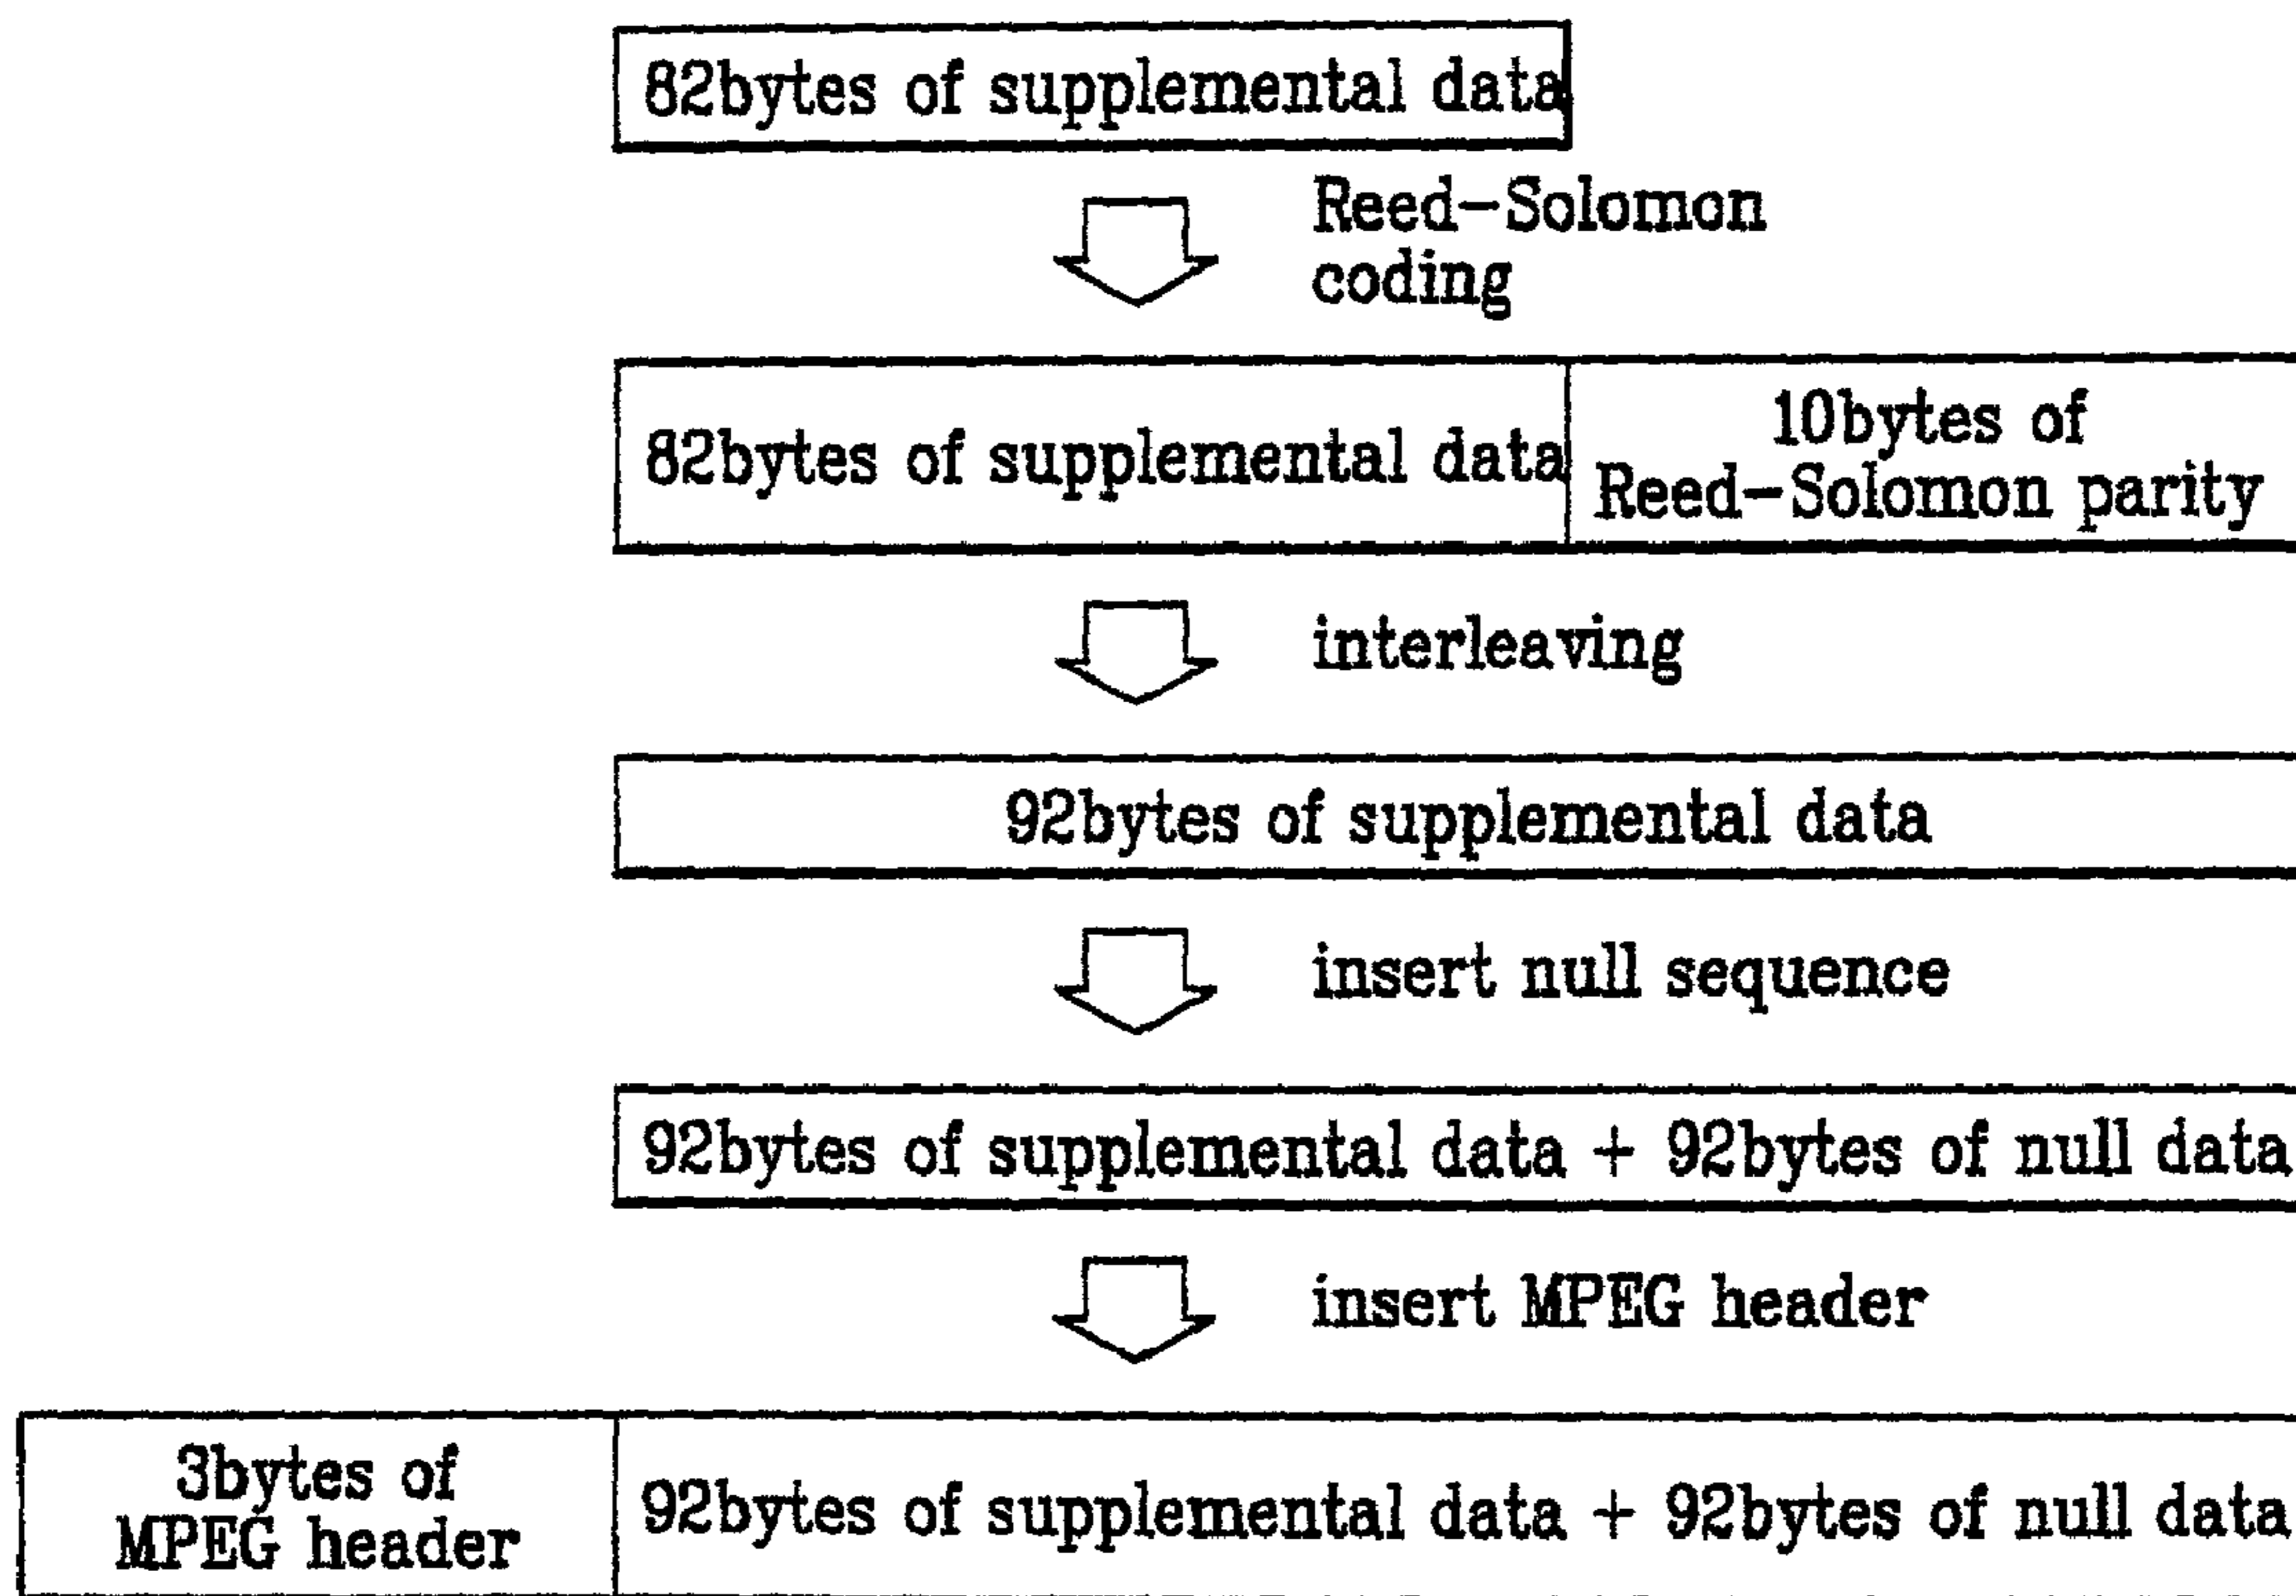 82bytes of supplemental data
Reed-Solomon
coding
82bytes of supplemental data
10bytes of
Reed-Solomon parity
interleaving
92bytes of supplemental data
insert null sequence
92bytes of supplemental data + 92bytes of null data
insert MPEG header
3bytes of
MPEG header
92bytes of supplemental data + 92bytes of null data